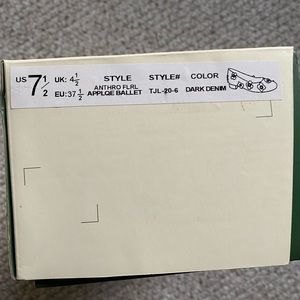 US 7 1/2 UK: 4 1/2 STYLE STYLE# COLOR
EU:37 1/2 ANTHRO FLRL APPLQE BALLET TJL-20-6 DARK DENIM